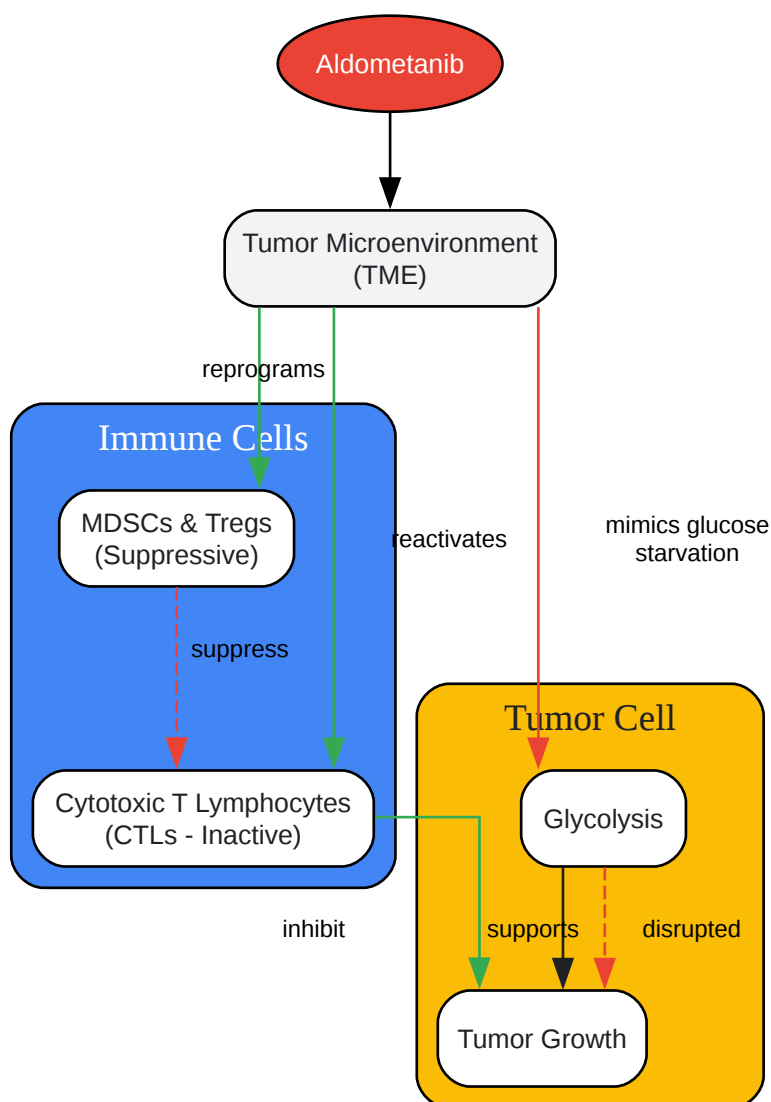 Aldometanib
Tumor Microenvironment
(TME)
reprograms
Immune Cells
MDSCs & Tregs
(Suppressive)
reactivates
mimics glucose
starvation
suppress
Tumor Cell
Cytotoxic T Lymphocytes
(CTLs - Inactive)
Glycolysis
inhibit
supports
disrupted
Tumor Growth